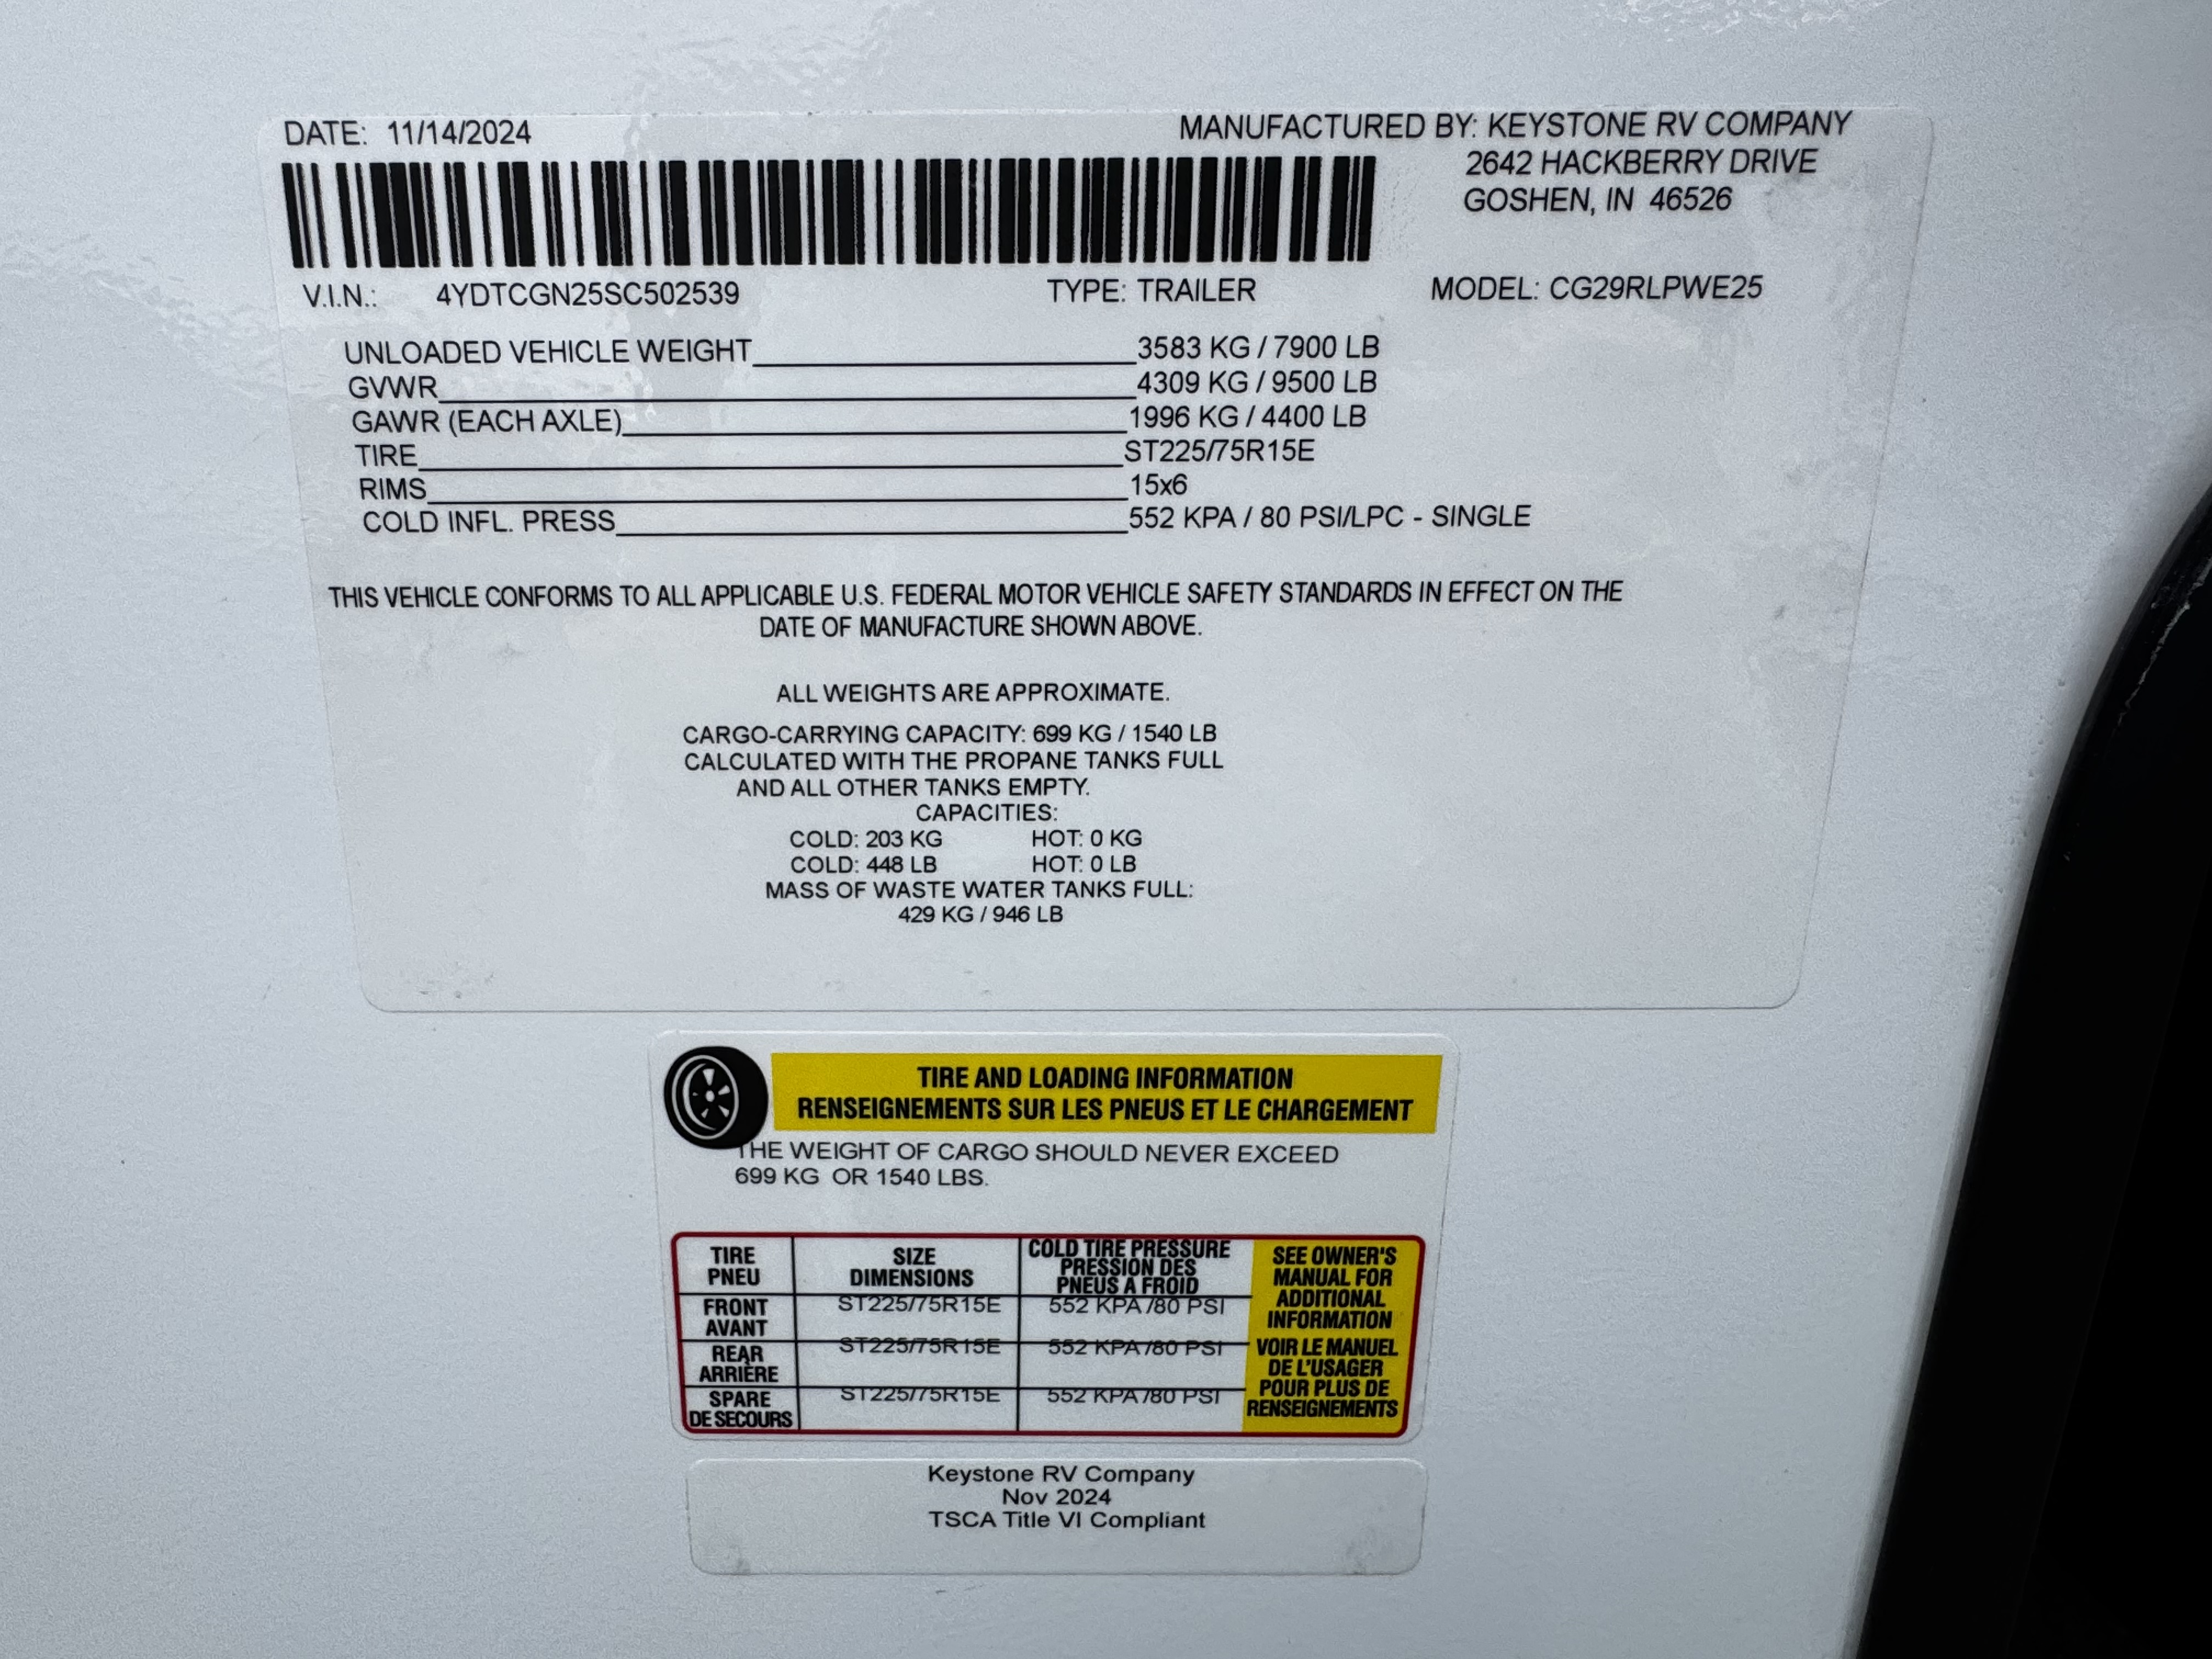 DATE: 11/14/2024
MANUFACTURED BY: KEYSTONE RV COMPANY
2642 HACKBERRY DRIVE
GOSHEN, IN 46526
V.I.N.: 4YDTCGN25SC502539 TYPE: TRAILER MODEL: CG29RLPWE25
UNLOADED VEHICLE WEIGHT 3583 KG / 7900 LB
GVWR 4309 KG / 9500 LB
GAWR (EACH AXLE) 1996 KG / 4400 LB
TIRE ST225/75R15E
RIMS 15x6
COLD INFL. PRESS 552 KPA / 80 PSI/LPC - SINGLE
THIS VEHICLE CONFORMS TO ALL APPLICABLE U.S. FEDERAL MOTOR VEHICLE SAFETY STANDARDS IN EFFECT ON THE
DATE OF MANUFACTURE SHOWN ABOVE.
ALL WEIGHTS ARE APPROXIMATE.
CARGO-CARRYING CAPACITY: 699 KG / 1540 LB
CALCULATED WITH THE PROPANE TANKS FULL
AND ALL OTHER TANKS EMPTY.
CAPACITIES:
COLD: 203 KG HOT: 0 KG
COLD: 448 LB HOT: 0 LB
MASS OF WASTE WATER TANKS FULL:
429 KG / 946 LB
TIRE AND LOADING INFORMATION
RENSEIGNEMENTS SUR LES PNEUS ET LE CHARGEMENT
THE WEIGHT OF CARGO SHOULD NEVER EXCEED
699 KG OR 1540 LBS.
TIRE
PNEU
SIZE
DIMENSIONS
COLD TIRE PRESSURE
PRESSION DES
PNEUS A FROID
FRONT
AVANT
ST225/75R15E
552 KPA /80 PSI
REAR
ARRIÈRE
ST225/75R15E
552 KPA /80 PSI
SPARE
DE SECOURS
ST225/75R15E
552 KPA /80 PSI
SEE OWNER'S
MANUAL FOR
ADDITIONAL
INFORMATION
VOIR LE MANUEL
DE L'USAGER
POUR PLUS DE
RENSEIGNEMENTS
Keystone RV Company
Nov 2024
TSCA Title VI Compliant